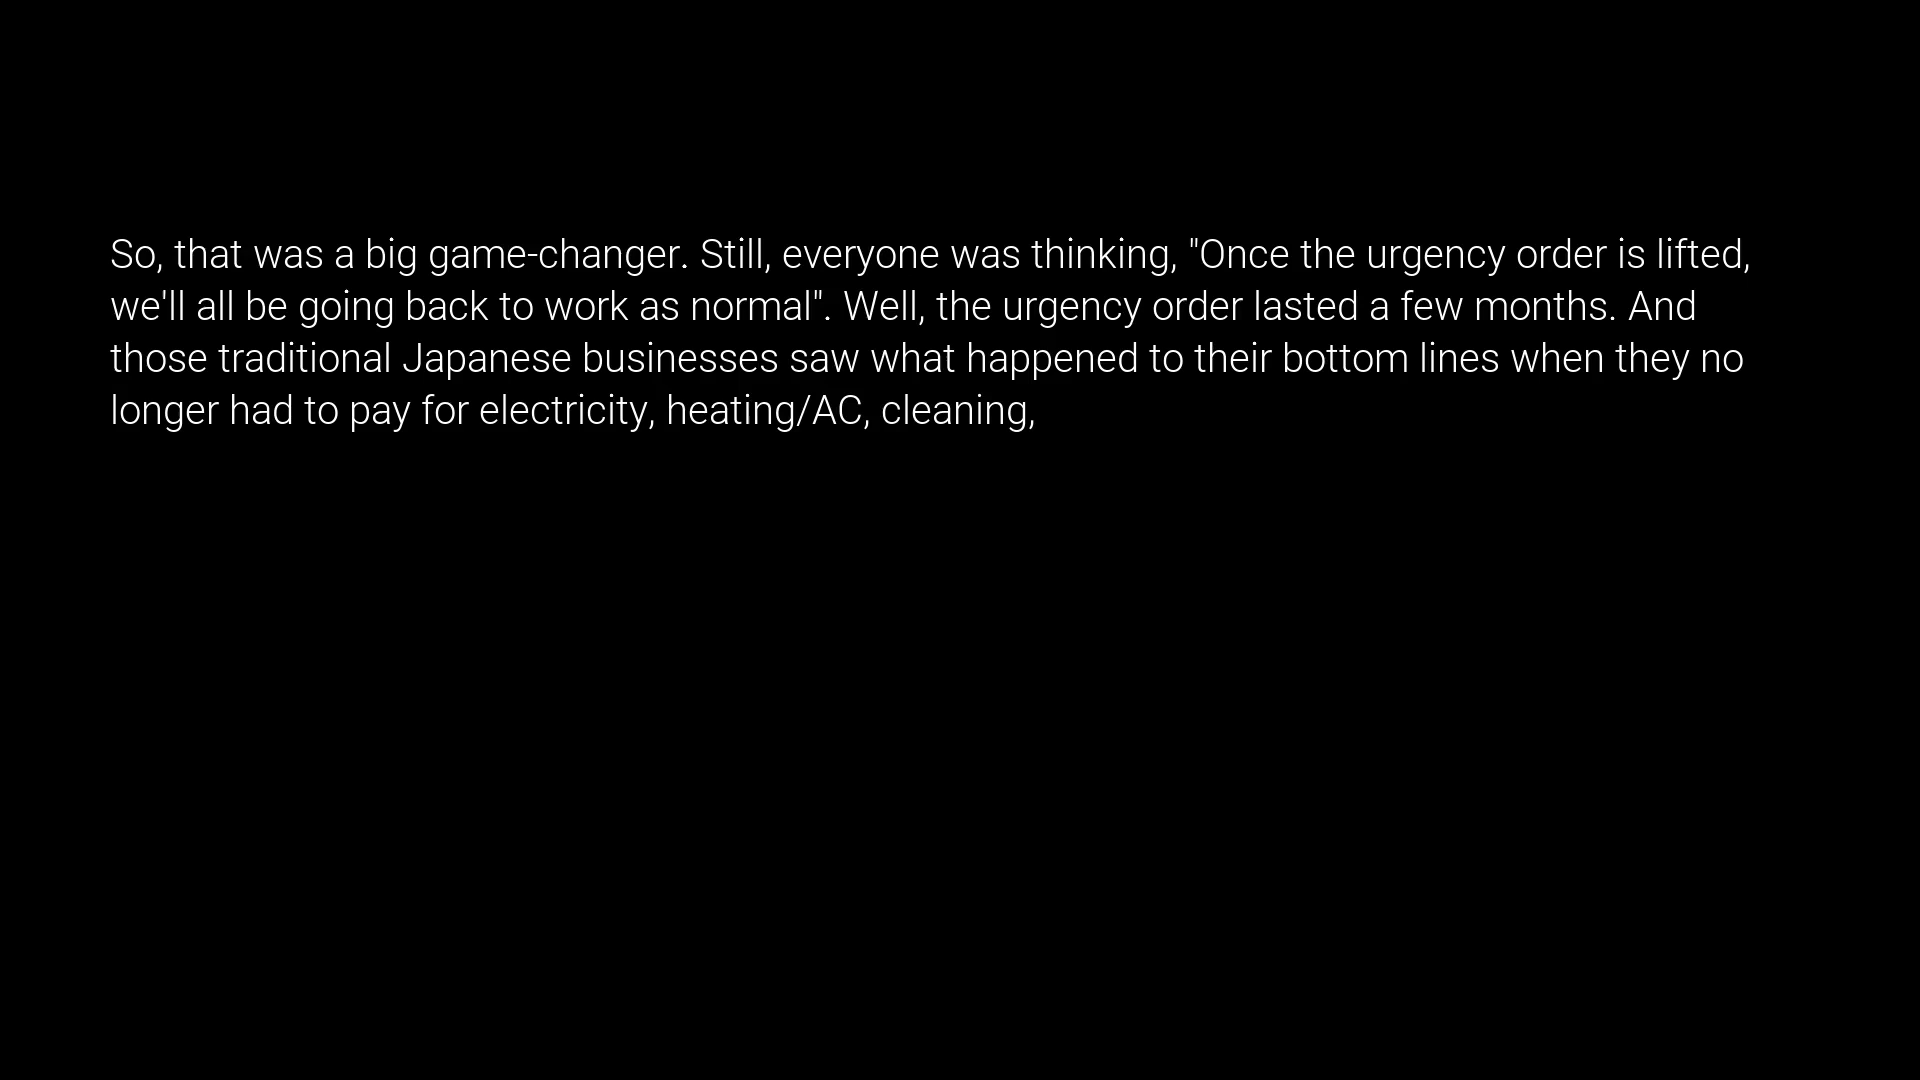 So, that was a big game-changer. Still, everyone was thinking, "Once the urgency order is lifted,
we'll all be going back to work as normal". Well, the urgency order lasted a few months. And
those traditional Japanese businesses saw what happened to their bottom lines when they no
longer had to pay for electricity, heating/AC, cleaning,